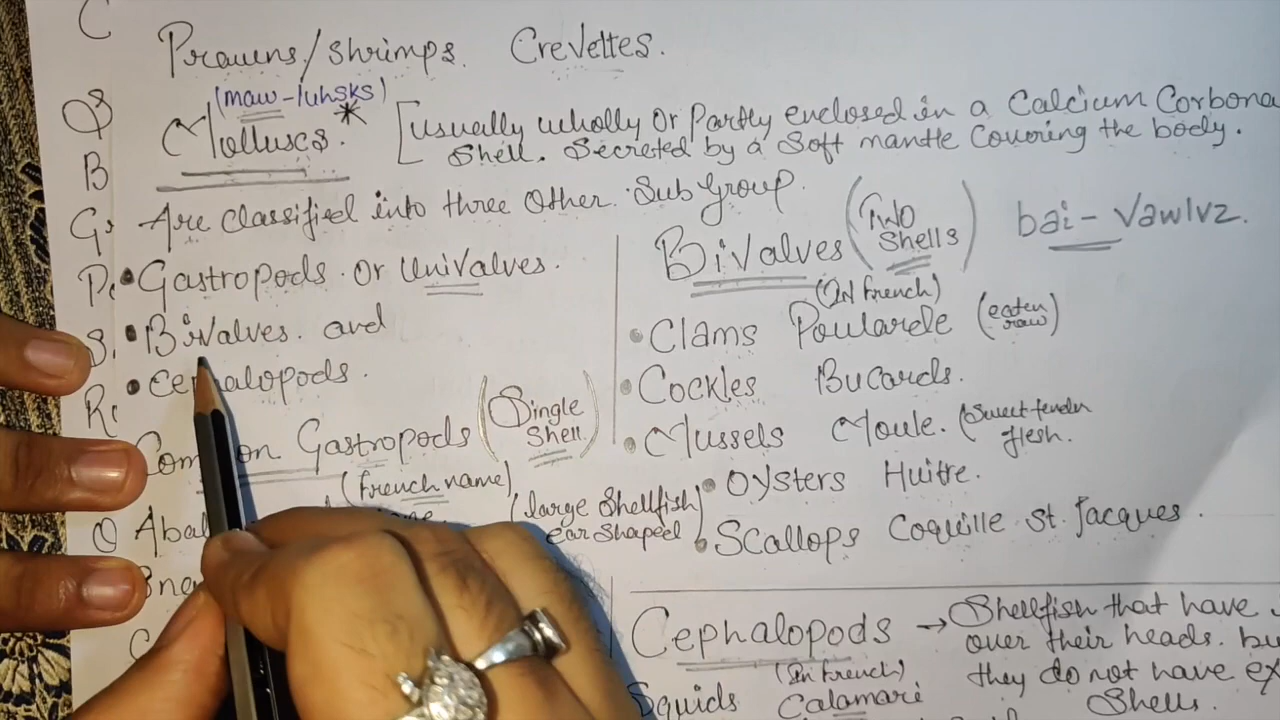 C
Prawns/shrimps. Crevettes.
(maw-luhsks)
Molluscs.* [usually wholly or Partly enclosed in a Calcium Corbona
Shell. Secreted by a Soft mantle Covering the body.
Are classified into three Other Sub Group.
• Gastropods or UniValves.
• Bivalves. and
• Cephalopods.
Common Gastropods (Single Shell.)
(french name)
Abal
(large Shellfish
ear Shaped)
Bivalves (Two Shells) bai-vawlvz.
(In french)
• Clams Poularde (eaten raw)
• Cockles Bucards.
• Mussels Moule. (Sweet tender flesh.
• Oysters Huitre.
• Scallops Coquille St. Jacques.
Cephalopods → Shellfish that have
over their heads. bu
they do not have ex
Shells.
(In french)
Squids Calamari